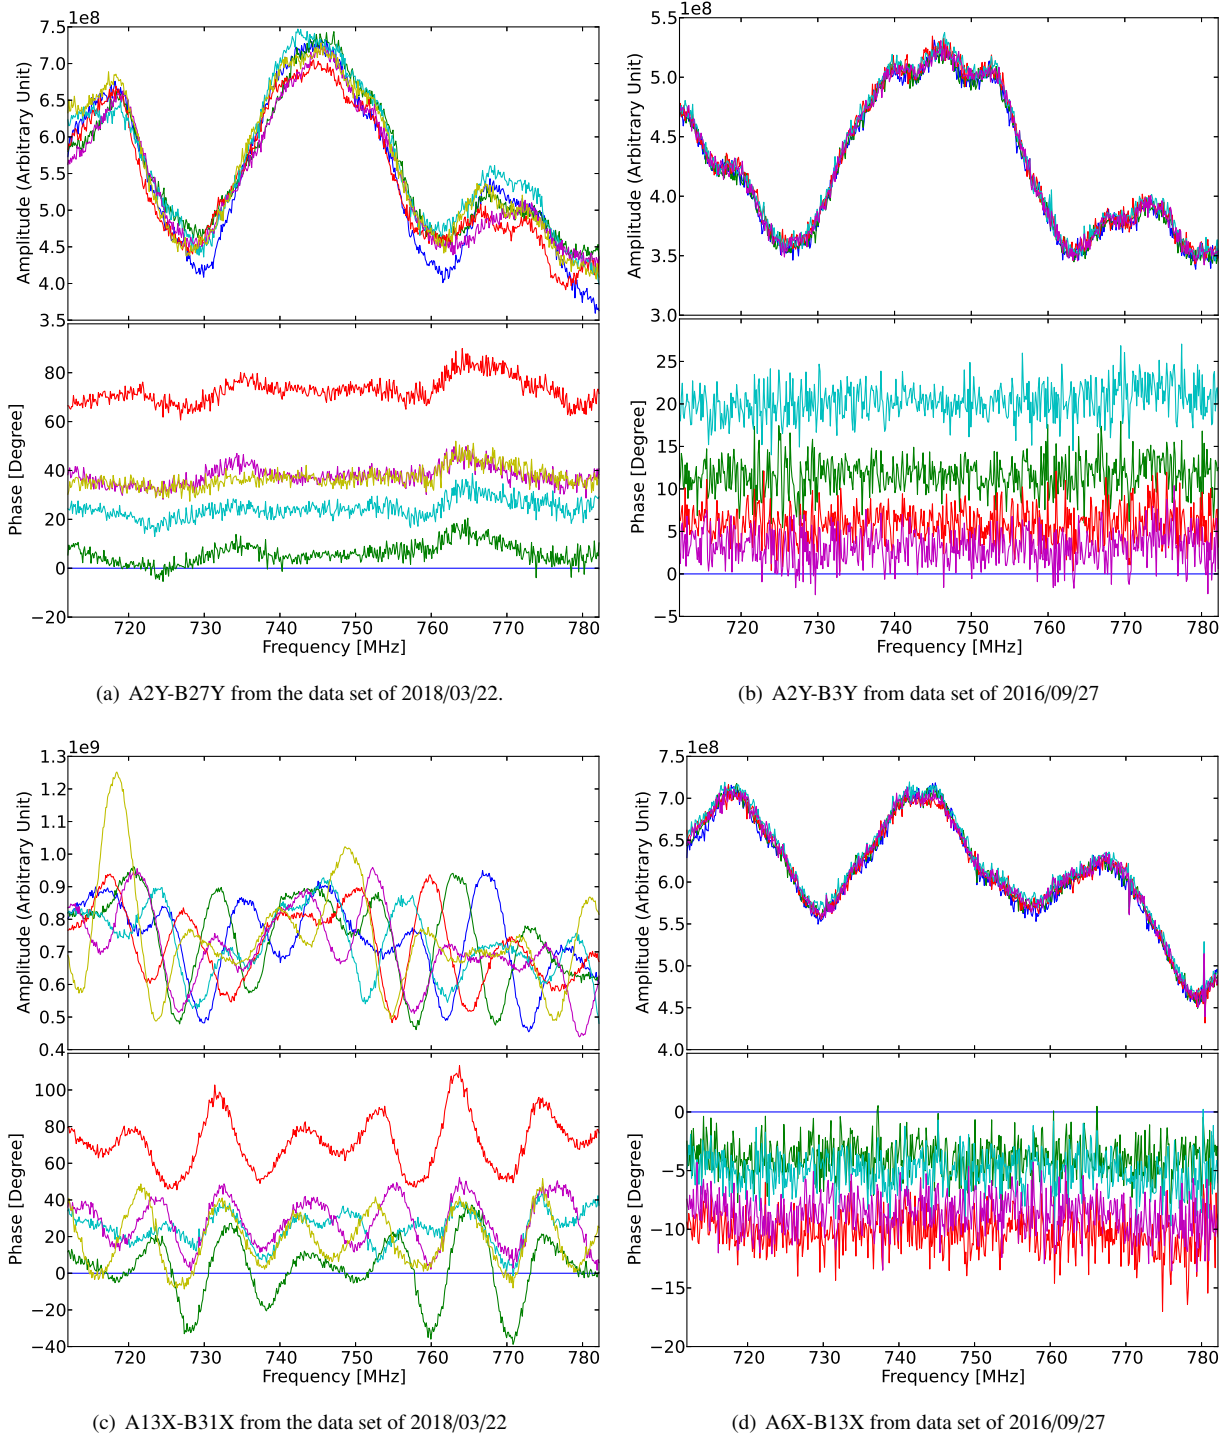 1e8
7.5
7.0
6.5
6.0
5.5
5.0
4.5
4.0
3.5
Amplitude (Arbitrary Unit)
80
60
40
20
0
−20
Phase [Degree]
720 730 740 750 760 770 780
Frequency [MHz]
(a) A2Y-B27Y from the data set of 2018/03/22.
1e8
5.5
5.0
4.5
4.0
3.5
3.0
Amplitude (Arbitrary Unit)
25
20
15
10
5
0
−5
Phase [Degree]
720 730 740 750 760 770 780
Frequency [MHz]
(b) A2Y-B3Y from data set of 2016/09/27
1e9
1.3
1.2
1.1
1.0
0.9
0.8
0.7
0.6
0.5
0.4
Amplitude (Arbitrary Unit)
100
80
60
40
20
0
−20
−40
Phase [Degree]
720 730 740 750 760 770 780
Frequency [MHz]
(c) A13X-B31X from the data set of 2018/03/22
1e8
7.5
7.0
6.5
6.0
5.5
5.0
4.5
4.0
Amplitude (Arbitrary Unit)
0
−5
−10
−15
−20
Phase [Degree]
720 730 740 750 760 770 780
Frequency [MHz]
(d) A6X-B13X from data set of 2016/09/27